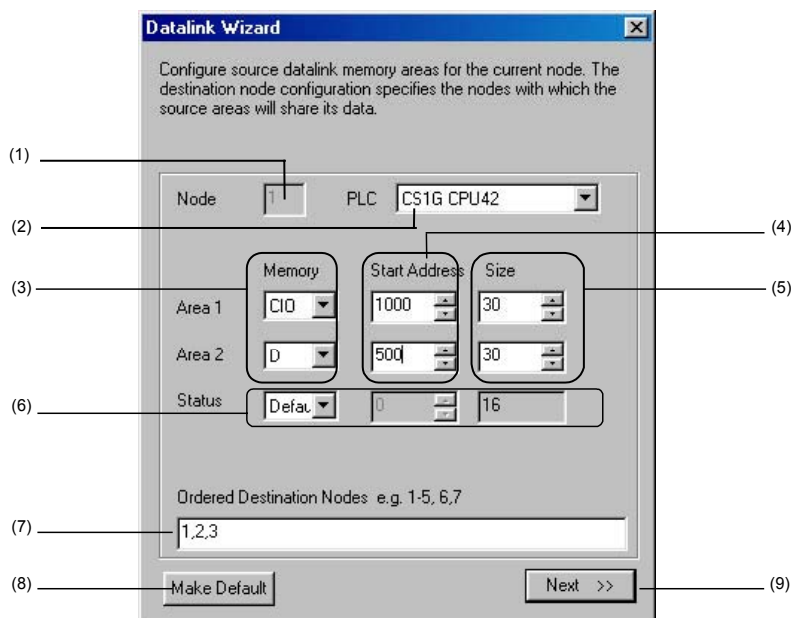 Datalink Wizard
Configure source datalink memory areas for the current node. The
destination node configuration specifies the nodes with which the
source areas will share its data.
(1)
Node 1 PLC CS1G CPU42
(2) (4)
Memory Start Address Size
(3) (5)
Area 1 CIO 1000 30
Area 2 D 500 30
(6) Status Defau 0 16
Ordered Destination Nodes e.g. 1-5, 6,7
(7) 1,2,3
(8) Make Default Next >> (9)